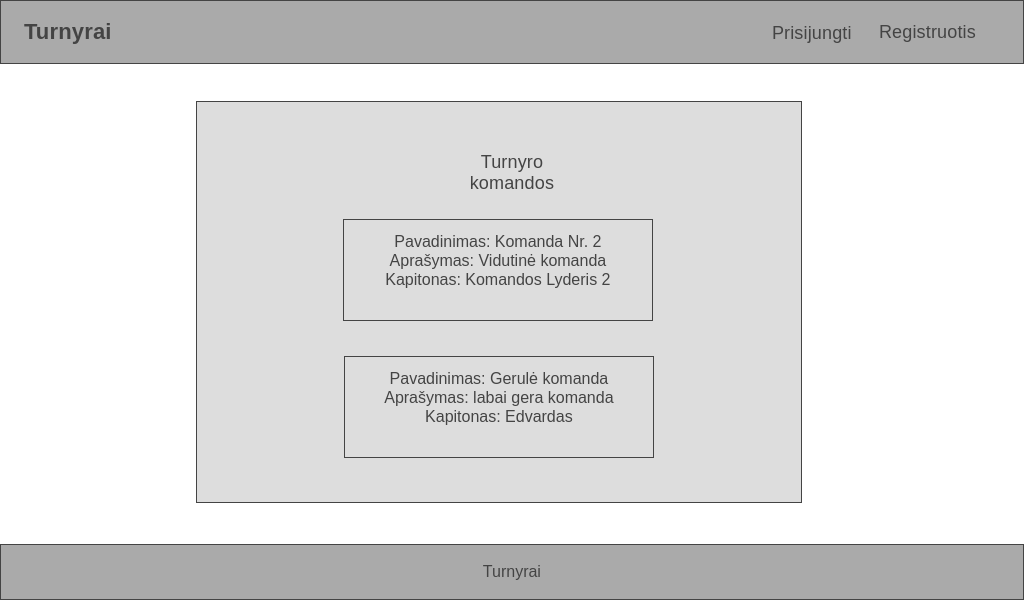 Turnyrai
Prisijungti
Registruotis
Turnyro
komandos
Pavadinimas: Komanda Nr. 2
Aprašymas: Vidutinė komanda
Kapitonas: Komandos Lyderis 2
Pavadinimas: Gerulė komanda
Aprašymas: labai gera komanda
Kapitonas: Edvardas
Turnyrai